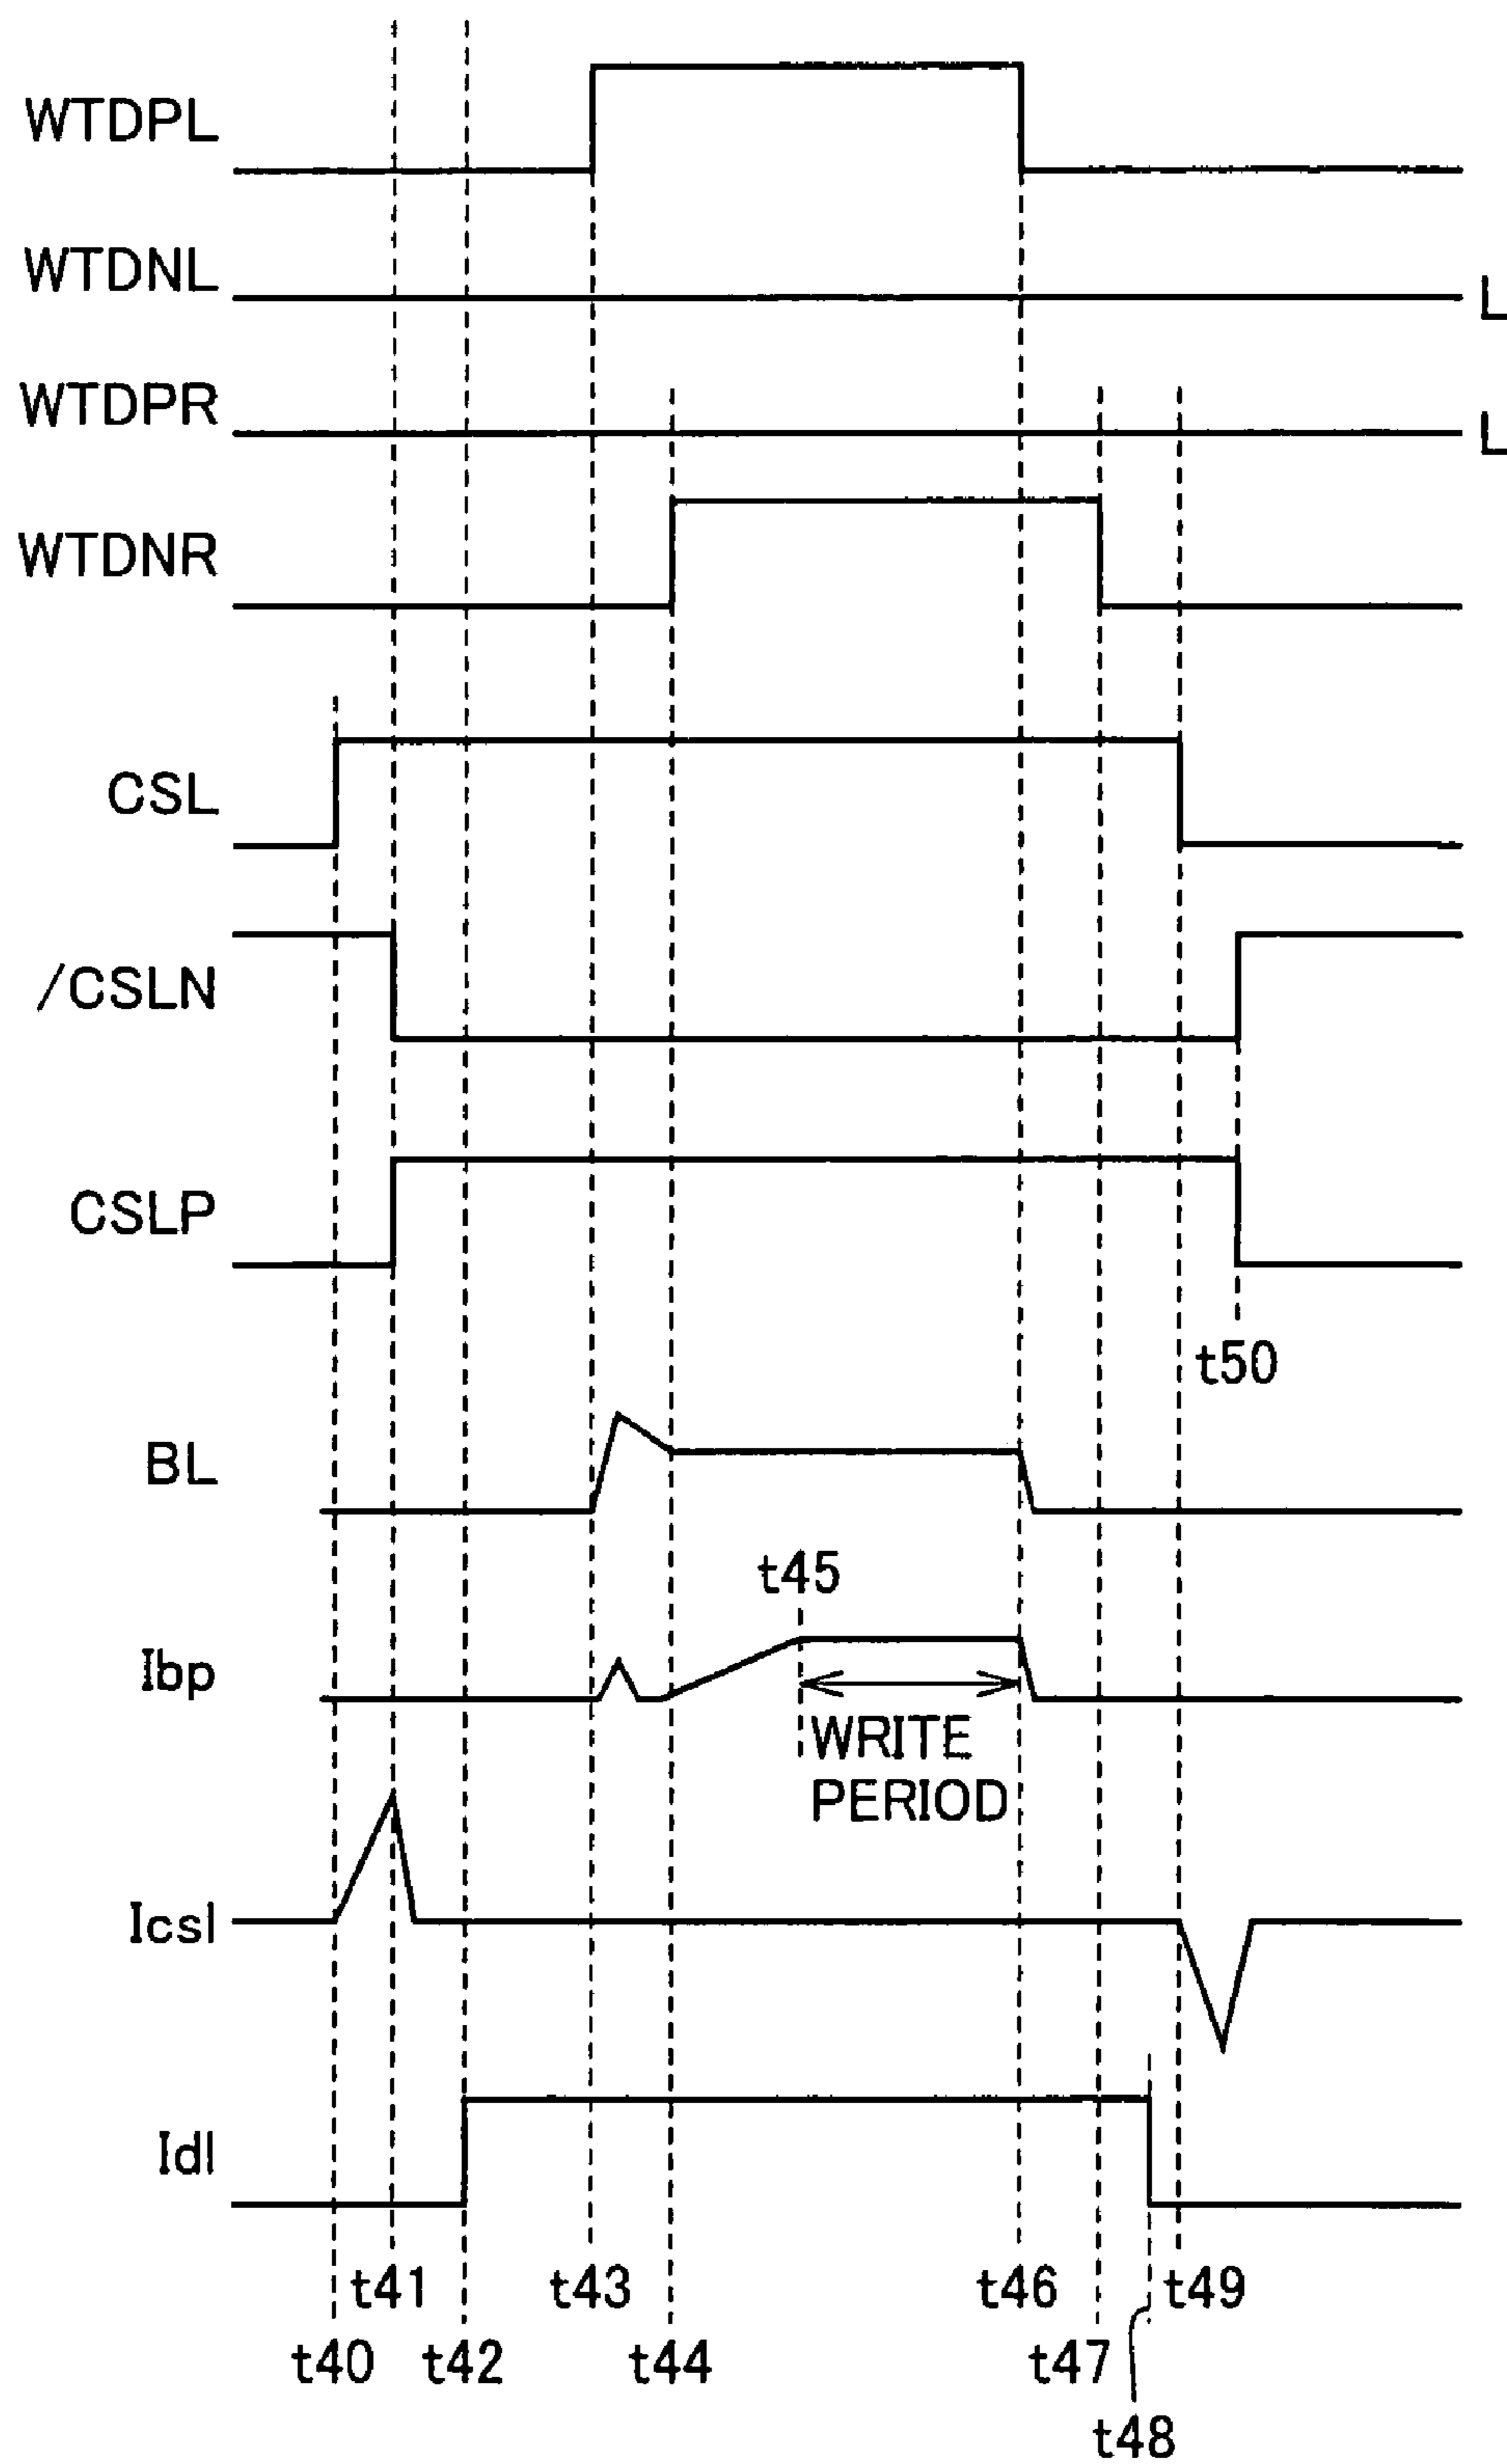 WTDPL
WTDNL
L
WTDPR
L
WTDNR
CSL
/CSLN
CSLP
t50
BL
t45
Ibp
WRITE
PERIOD
Icsl
Idl
t41
t43
t46
t49
t40
t42
t44
t47
t48